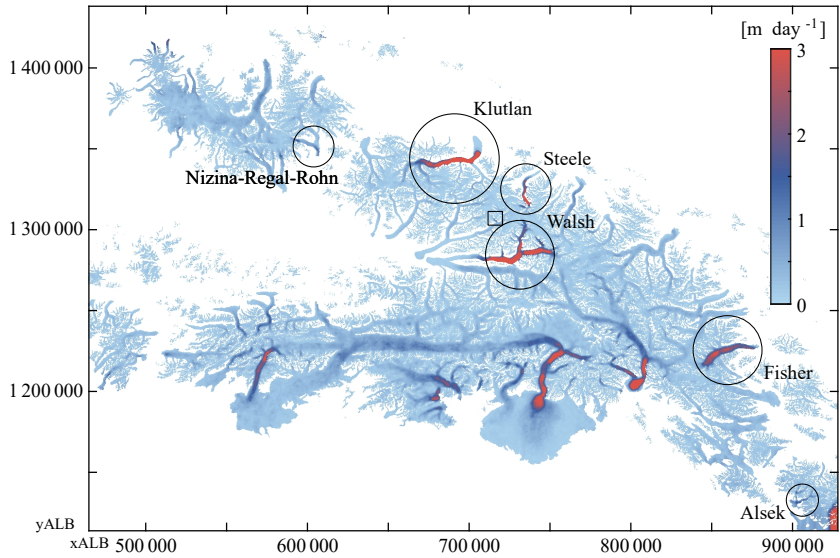 [m day -1]
3
1 400 000
Klutlan
2
Steele
Nizina-Regal-Rohn
1 300 000
Walsh
1
0
Fisher
1 200 000
Alsek
yALB
xALB
500 000 600 000 700 000 800 000 900 000